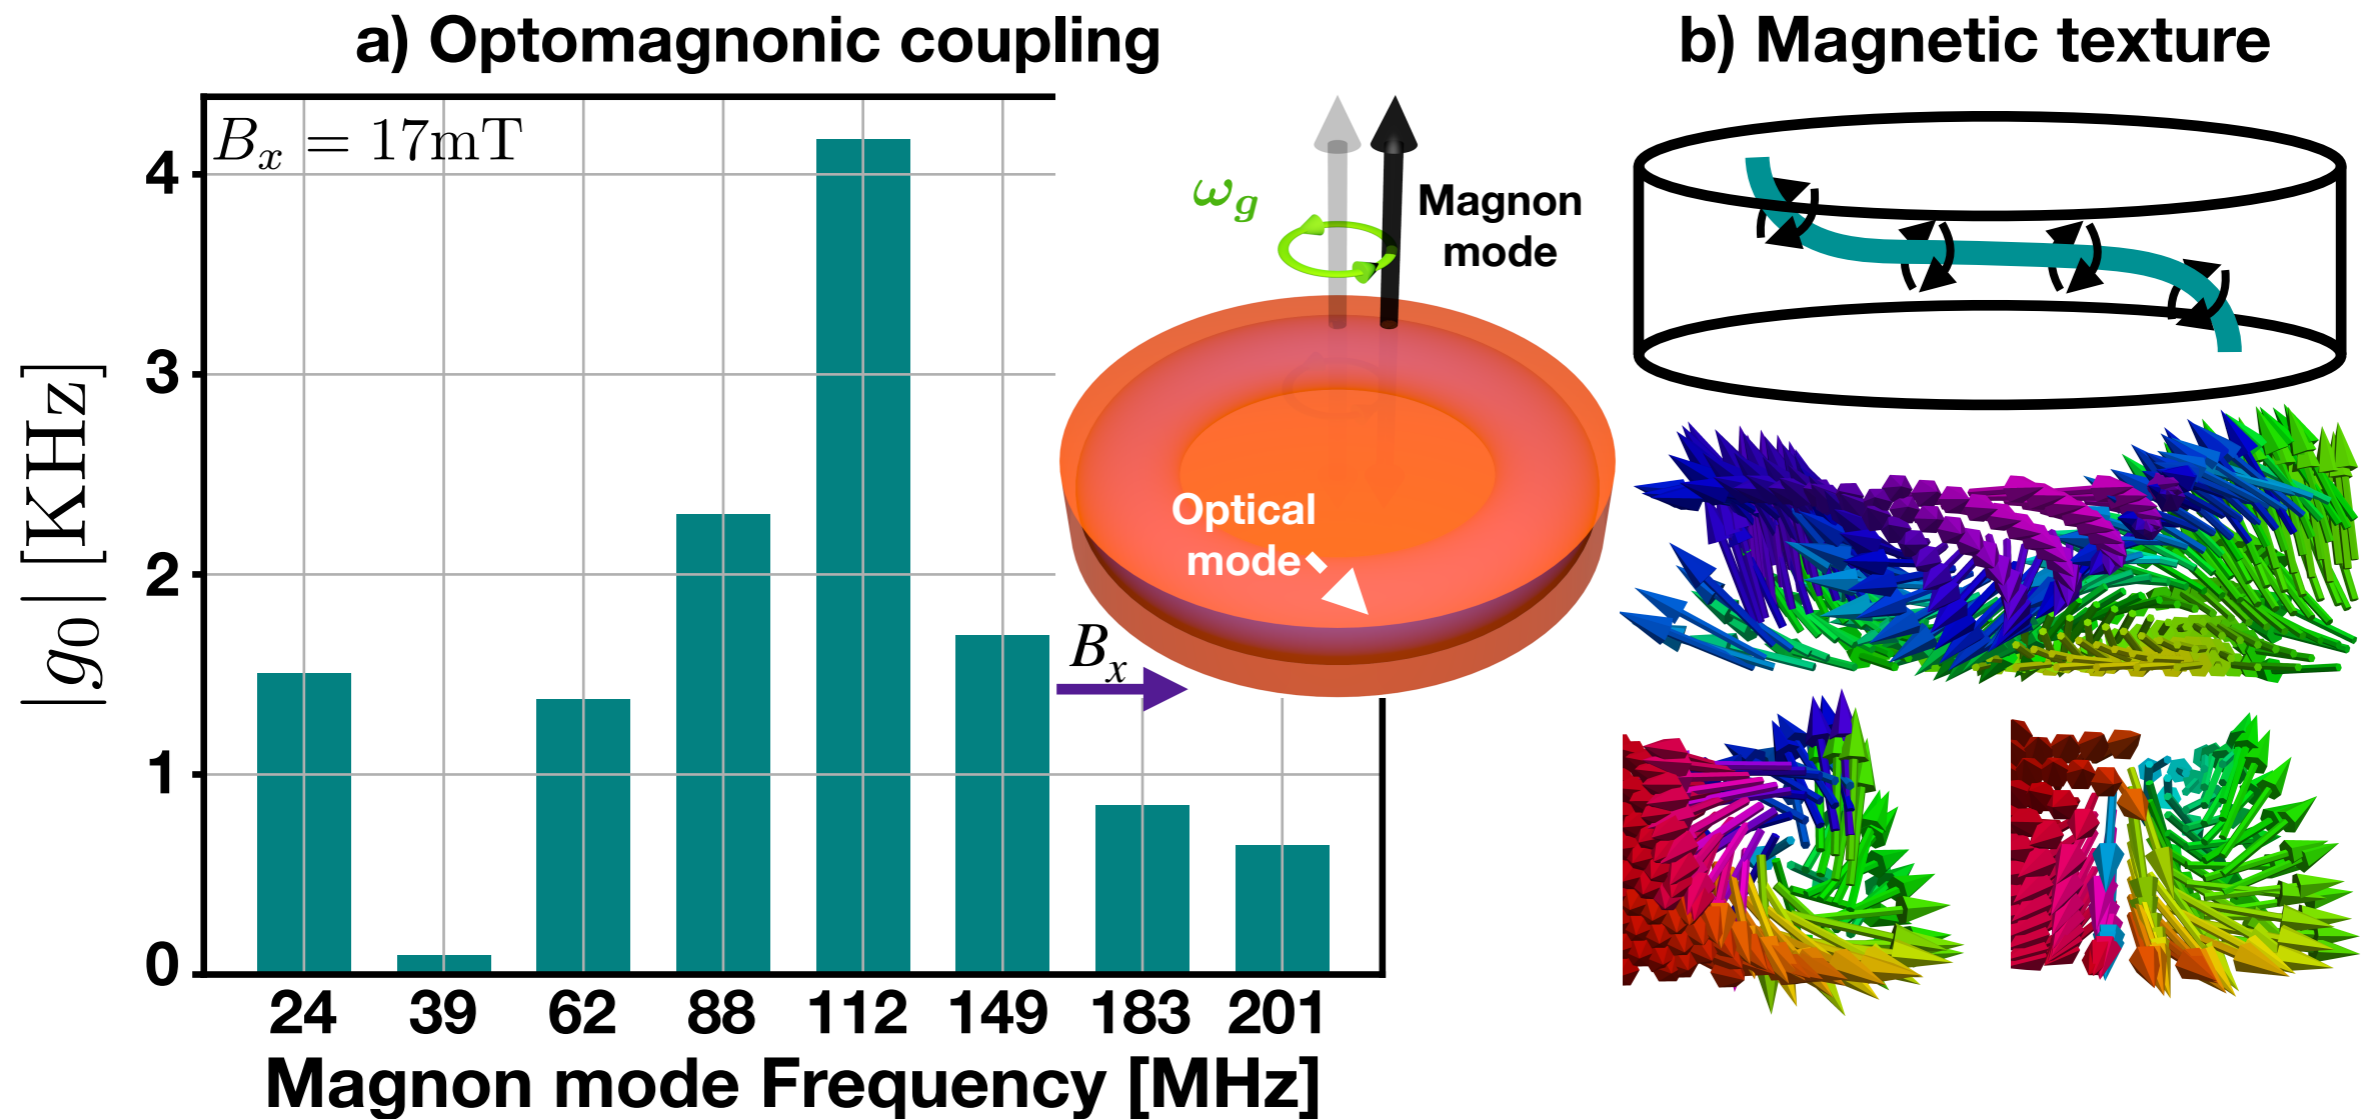 a) Optomagnonic coupling
b) Magnetic texture
B_x = 17mT
4
3
2
1
0
|g_0| [KHz]
ω_g
Magnon
mode
Optical
mode
B_x
24 39 62 88 112 149 183 201
Magnon mode Frequency [MHz]